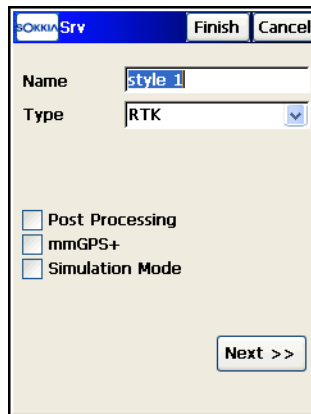 SOKKIA Srv Finish Cancel
Name style 1
Type RTK
Post Processing
mmGPS+
Simulation Mode
Next >>